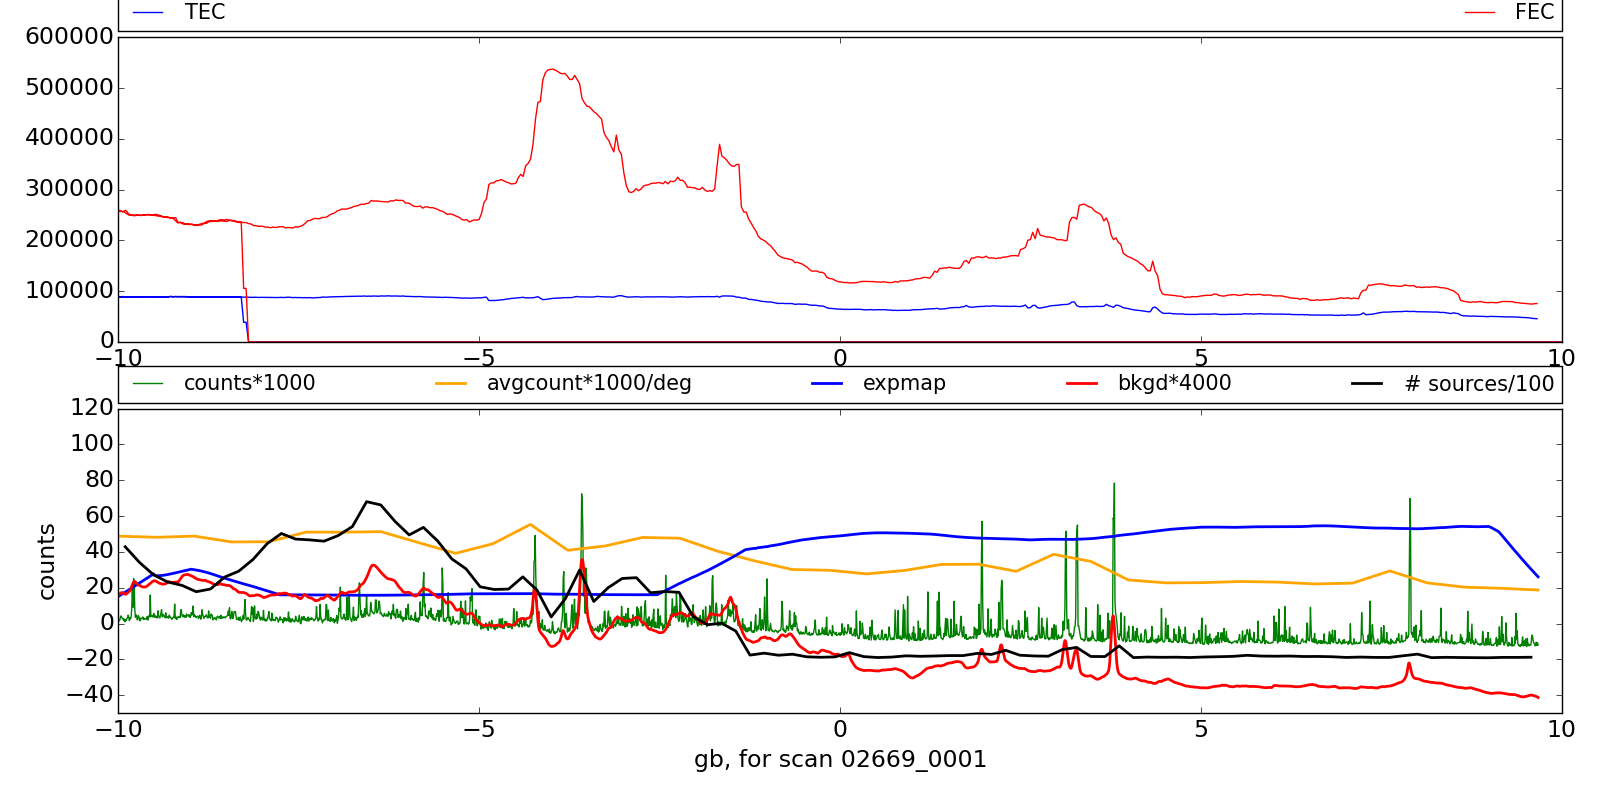 TEC FEC
600000
500000
400000
300000
200000
100000
0
−10 −5 0 5 10
counts*1000 avgcount*1000/deg expmap bkgd*4000 # sources/100
120
100
80
60
40
20
0
−20
−40
counts
−10 −5 0 5 10
gb, for scan 02669_0001